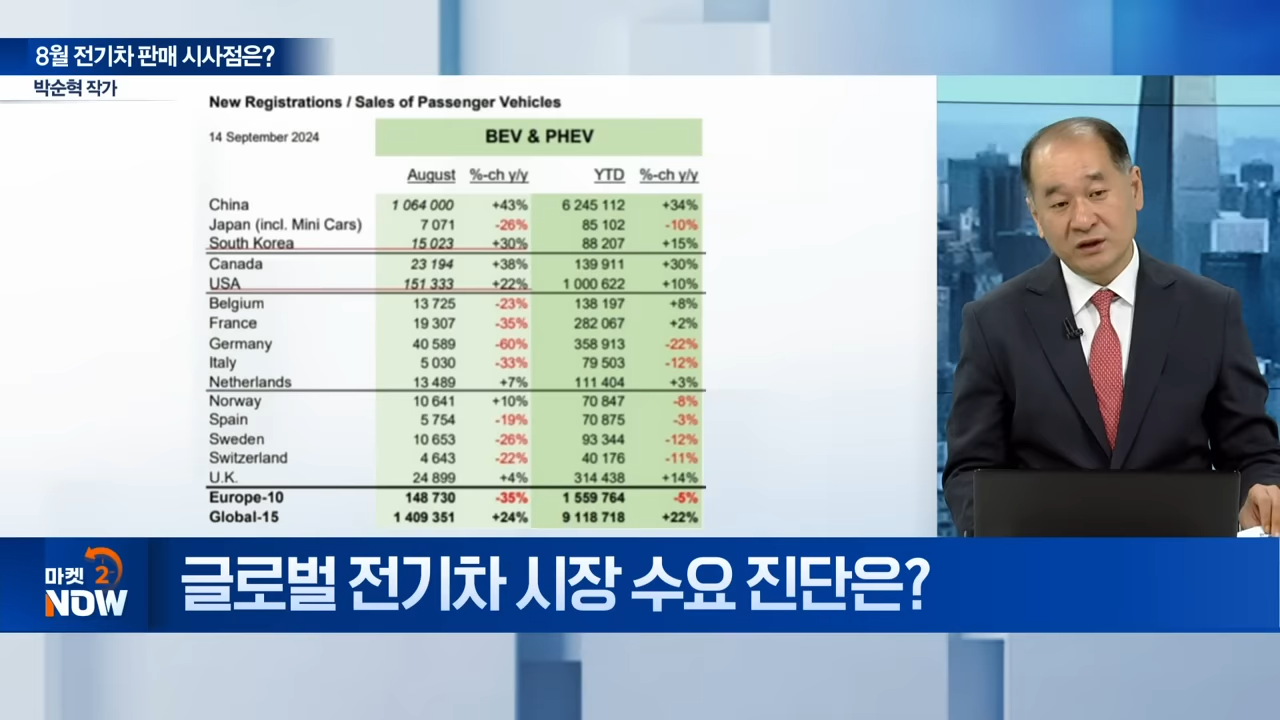 8월 전기차 판매 시사점은?
박순혁 작가
New Registrations / Sales of Passenger Vehicles
14 September 2024 BEV & PHEV
August %-ch y/y YTD %-ch y/y
China 1 064 000 +43% 6 245 112 +34%
Japan (incl. Mini Cars) 7 071 -26% 85 102 -10%
South Korea 15 023 +30% 88 207 +15%
Canada 23 194 +38% 139 911 +30%
USA 151 333 +22% 1 000 622 +10%
Belgium 13 725 -23% 138 197 +8%
France 19 307 -35% 282 067 +2%
Germany 40 589 -60% 358 913 -22%
Italy 5 030 -33% 79 503 -12%
Netherlands 13 489 +7% 111 404 +3%
Norway 10 641 +10% 70 847 -8%
Spain 5 754 -19% 70 875 -3%
Sweden 10 653 -26% 93 344 -12%
Switzerland 4 643 -22% 40 176 -11%
U.K. 24 899 +4% 314 438 +14%
Europe-10 148 730 -35% 1 559 764 -5%
Global-15 1 409 351 +24% 9 118 718 +22%
마켓 2
NOW
글로벌 전기차 시장 수요 진단은?